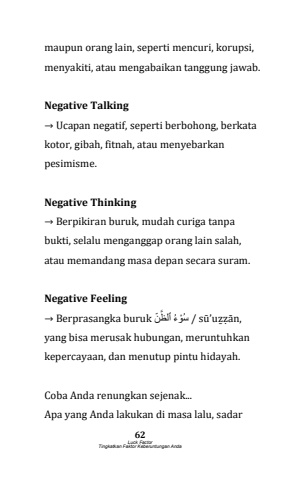 maupun orang lain, seperti mencuri, korupsi,
menyakiti, atau mengabaikan tanggung jawab.
Negative Talking
→ Ucapan negatif, seperti berbohong, berkata
kotor, gibah, fitnah, atau menyebarkan
pesimisme.
Negative Thinking
→ Berpikiran buruk, mudah curiga tanpa
bukti, selalu menganggap orang lain salah,
atau memandang masa depan secara suram.
Negative Feeling
→ Berprasangka buruk سُوْءُ ٱلظَّنِّ / sū’uẓẓān,
yang bisa merusak hubungan, meruntuhkan
kepercayaan, dan menutup pintu hidayah.
Coba Anda renungkan sejenak...
Apa yang Anda lakukan di masa lalu, sadar
62
Luck Factor
Tingkatkan Faktor Keberuntungan Anda